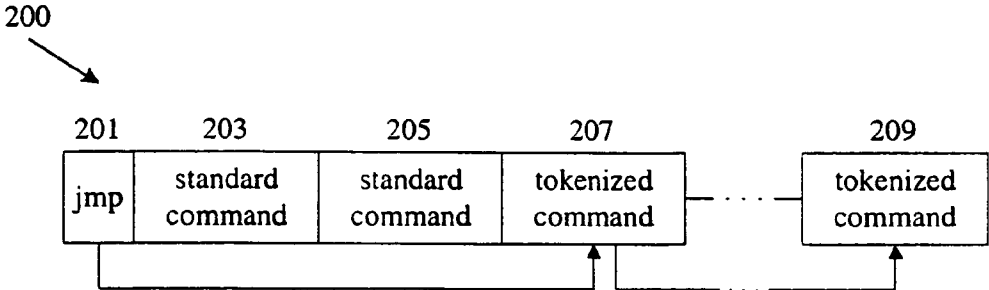 200
201 203 205 207 209
jmp standard standard tokenized tokenized
command command command command